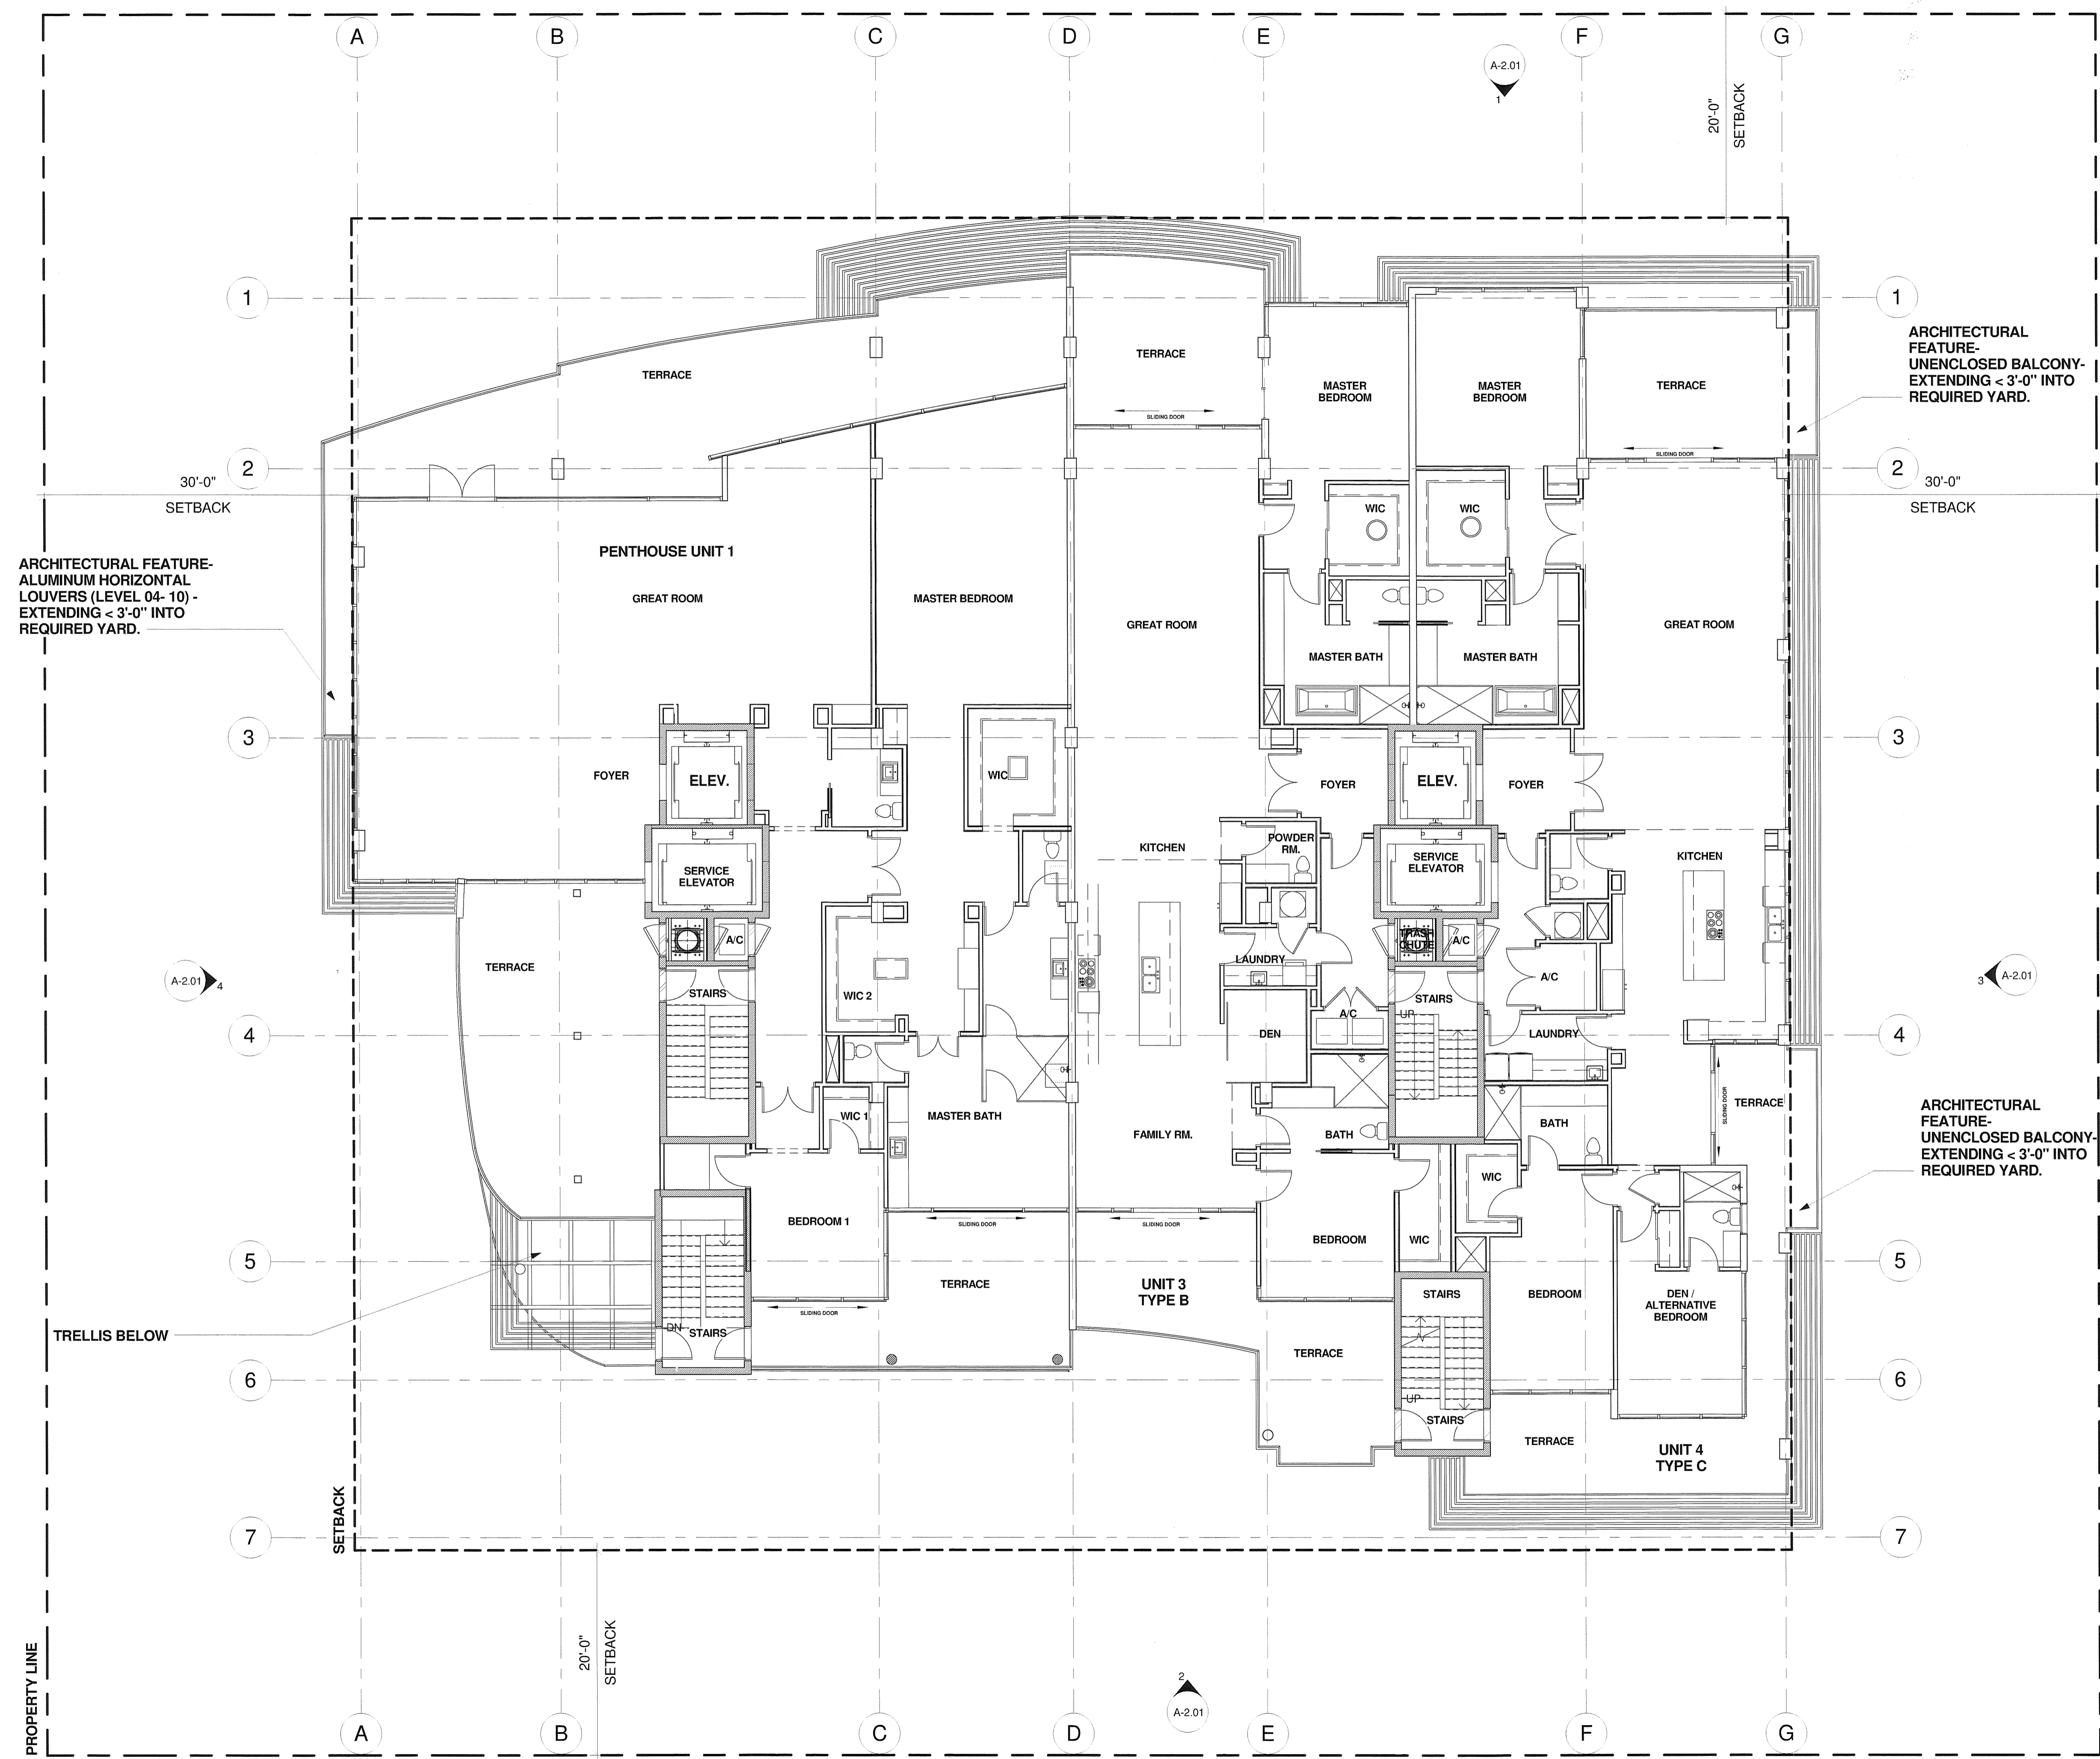 A B C D E F G
A-2.01
1
20'-0"
SETBACK
1
1
TERRACE
TERRACE
SLIDING DOOR
MASTER
BEDROOM
MASTER
BEDROOM
TERRACE
SLIDING DOOR
ARCHITECTURAL
FEATURE-
UNENCLOSED BALCONY-
EXTENDING < 3'-0" INTO
REQUIRED YARD.
2
2
30'-0"
SETBACK
30'-0"
SETBACK
WIC
WIC
PENTHOUSE UNIT 1
ARCHITECTURAL FEATURE-
ALUMINUM HORIZONTAL
LOUVERS (LEVEL 04- 10) -
EXTENDING < 3'-0" INTO
REQUIRED YARD.
GREAT ROOM
MASTER BEDROOM
GREAT ROOM
GREAT ROOM
MASTER BATH
MASTER BATH
3
3
FOYER
ELEV.
WIC
FOYER
ELEV.
FOYER
SERVICE
ELEVATOR
KITCHEN
POWDER
RM.
SERVICE
ELEVATOR
KITCHEN
A/C
TRASH
CHUTE
A/C
LAUNDRY
TERRACE
A-2.01
4
STAIRS
WIC 2
STAIRS
A/C
3
A-2.01
UP
A/C
4
DEN
LAUNDRY
4
WIC 1
MASTER BATH
FAMILY RM.
BATH
BATH
SLIDING DOOR
TERRACE
ARCHITECTURAL
FEATURE-
UNENCLOSED BALCONY-
EXTENDING < 3'-0" INTO
REQUIRED YARD.
WIC
BEDROOM 1
SLIDING DOOR
SLIDING DOOR
BEDROOM
WIC
5
5
TERRACE
UNIT 3
TYPE B
STAIRS
BEDROOM
DEN /
ALTERNATIVE
BEDROOM
SLIDING DOOR
TRELLIS BELOW
DN
STAIRS
TERRACE
6
6
UP
STAIRS
TERRACE
UNIT 4
TYPE C
SETBACK
7
7
20'-0"
SETBACK
PROPERTY LINE
2
A-2.01
A B C D E F G